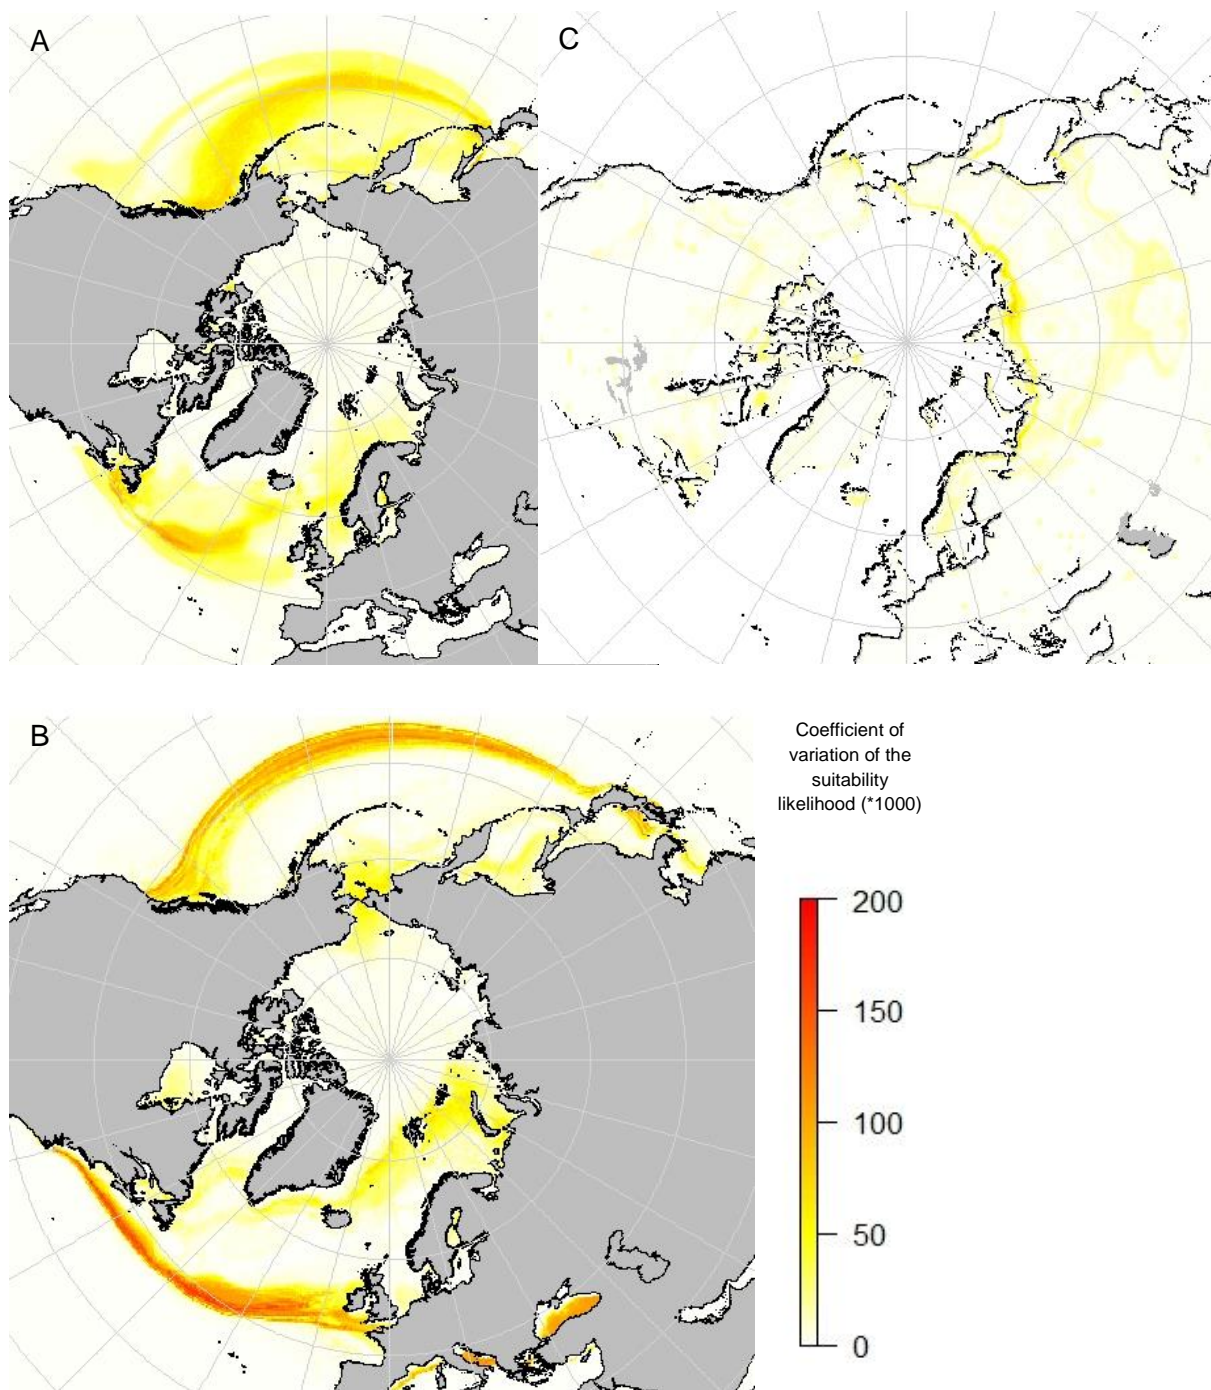 A
C
B
Coefficient of
variation of the
suitability
likelihood (*1000)
200
150
100
50
0